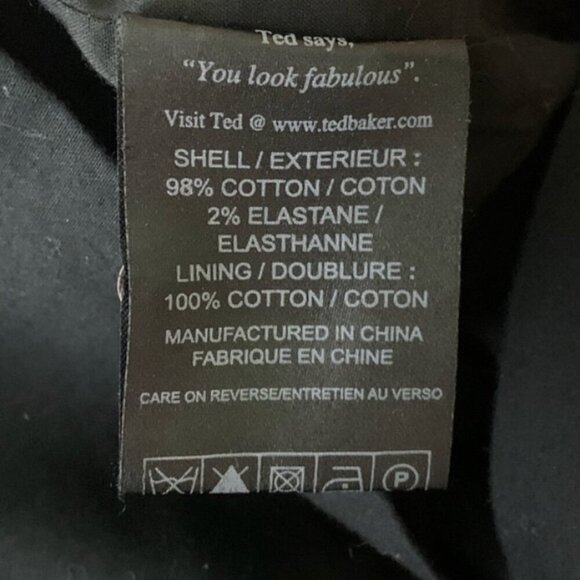 Ted says,
"You look fabulous".
Visit Ted @ www.tedbaker.com
SHELL / EXTERIEUR :
98% COTTON / COTON
2% ELASTANE /
ELASTHANNE
LINING / DOUBLURE :
100% COTTON / COTON
MANUFACTURED IN CHINA
FABRIQUE EN CHINE
CARE ON REVERSE/ENTRETIEN AU VERSO
P